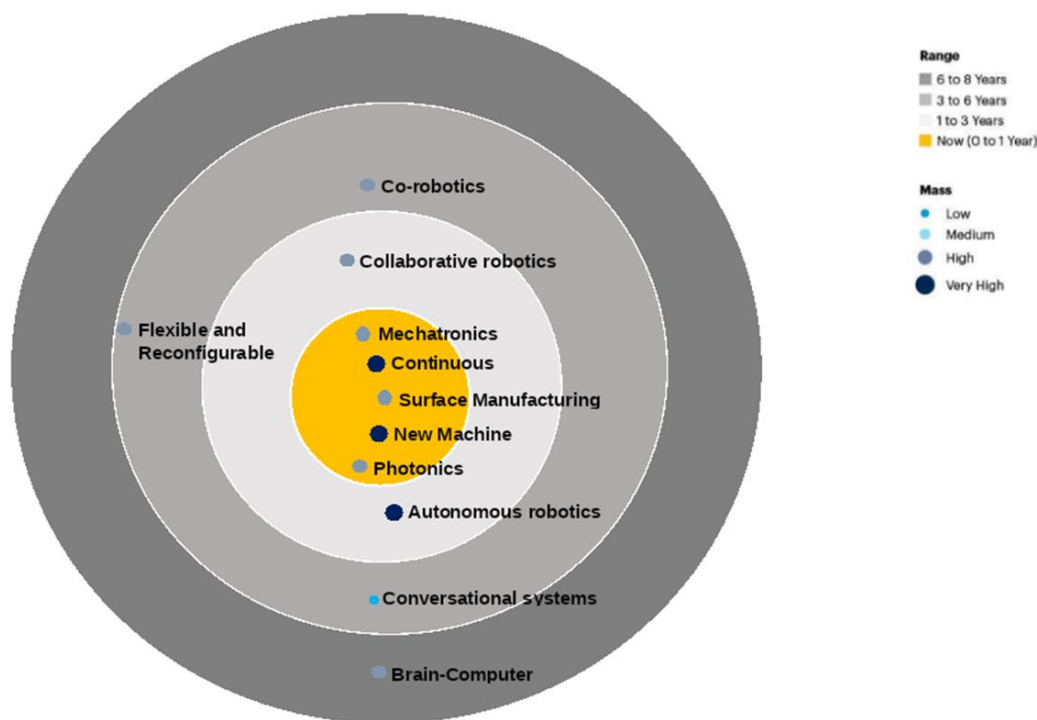 Co-robotics
Collaborative robotics
Flexible and
Reconfigurable
Mechatronics
Continuous
Surface Manufacturing
New Machine
Photonics
Autonomous robotics
Conversational systems
Brain-Computer
Range
6 to 8 Years
3 to 6 Years
1 to 3 Years
Now (0 to 1 Year)
Mass
Low
Medium
High
Very High